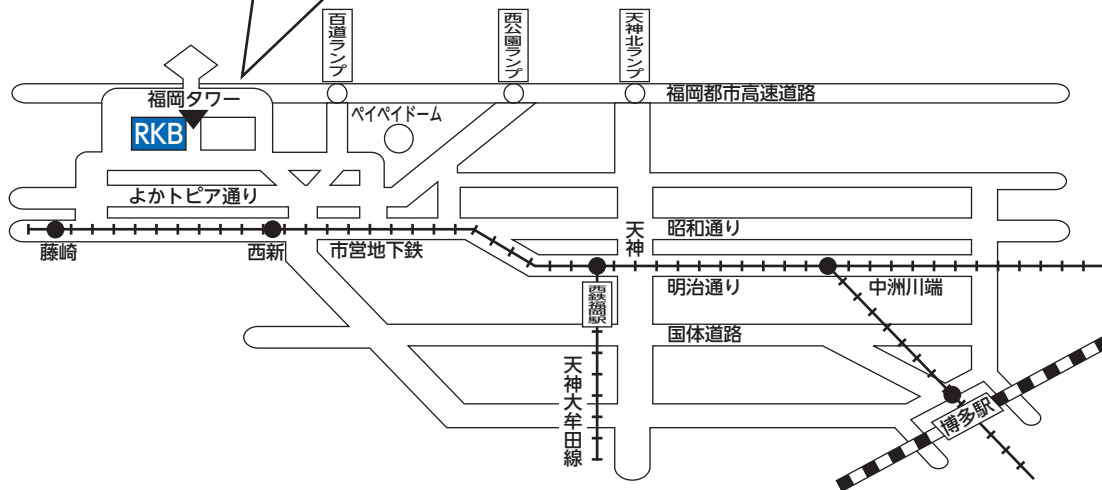 百道ランプ
西公園ランプ
天神北ランプ
福岡タワー
福岡都市高速道路
ペイペイドーム
RKB
よかトピア通り
天神
昭和通り
藤崎
西新
市営地下鉄
西鉄福岡駅
明治通り
中洲川端
国体道路
天神大牟田線
博多駅